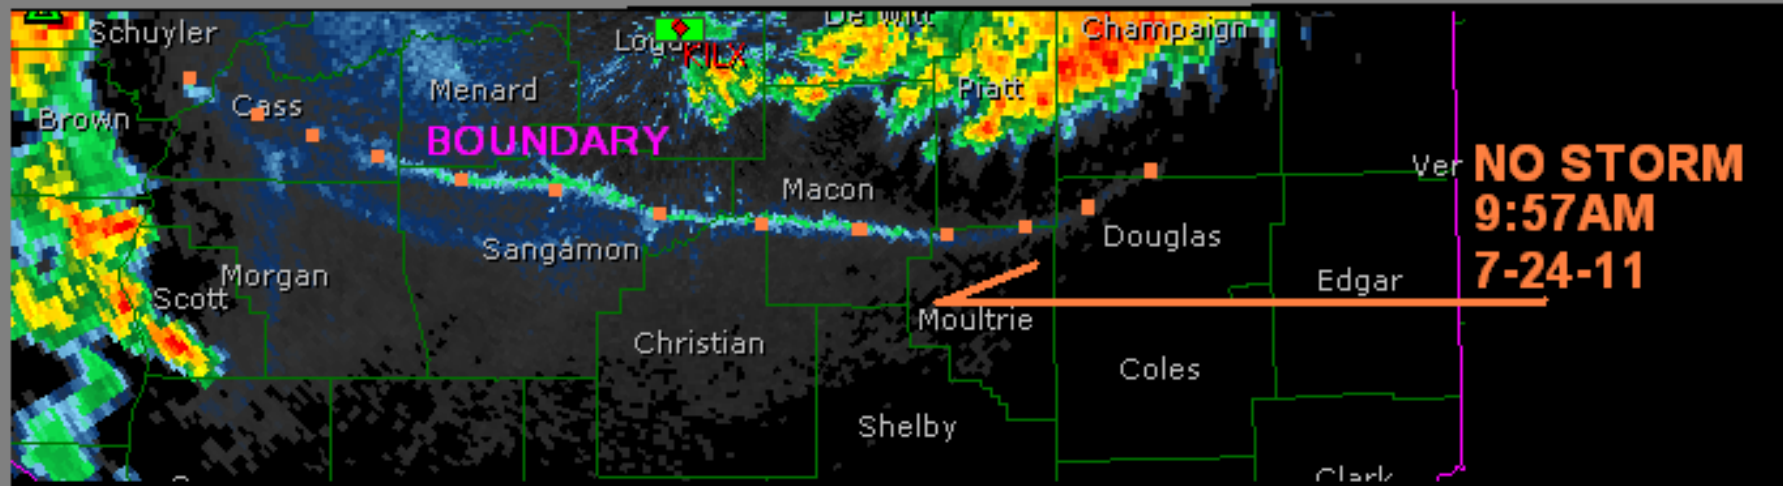 Schuyler
De Witt
Champaign
KILX
Menard
Piatt
Cass
Brown
BOUNDARY
Ver
NO STORM
Macon
9:57AM
Douglas
Sangamon
7-24-11
Morgan
Edgar
Scott
Moultrie
Christian
Coles
Shelby
Clark